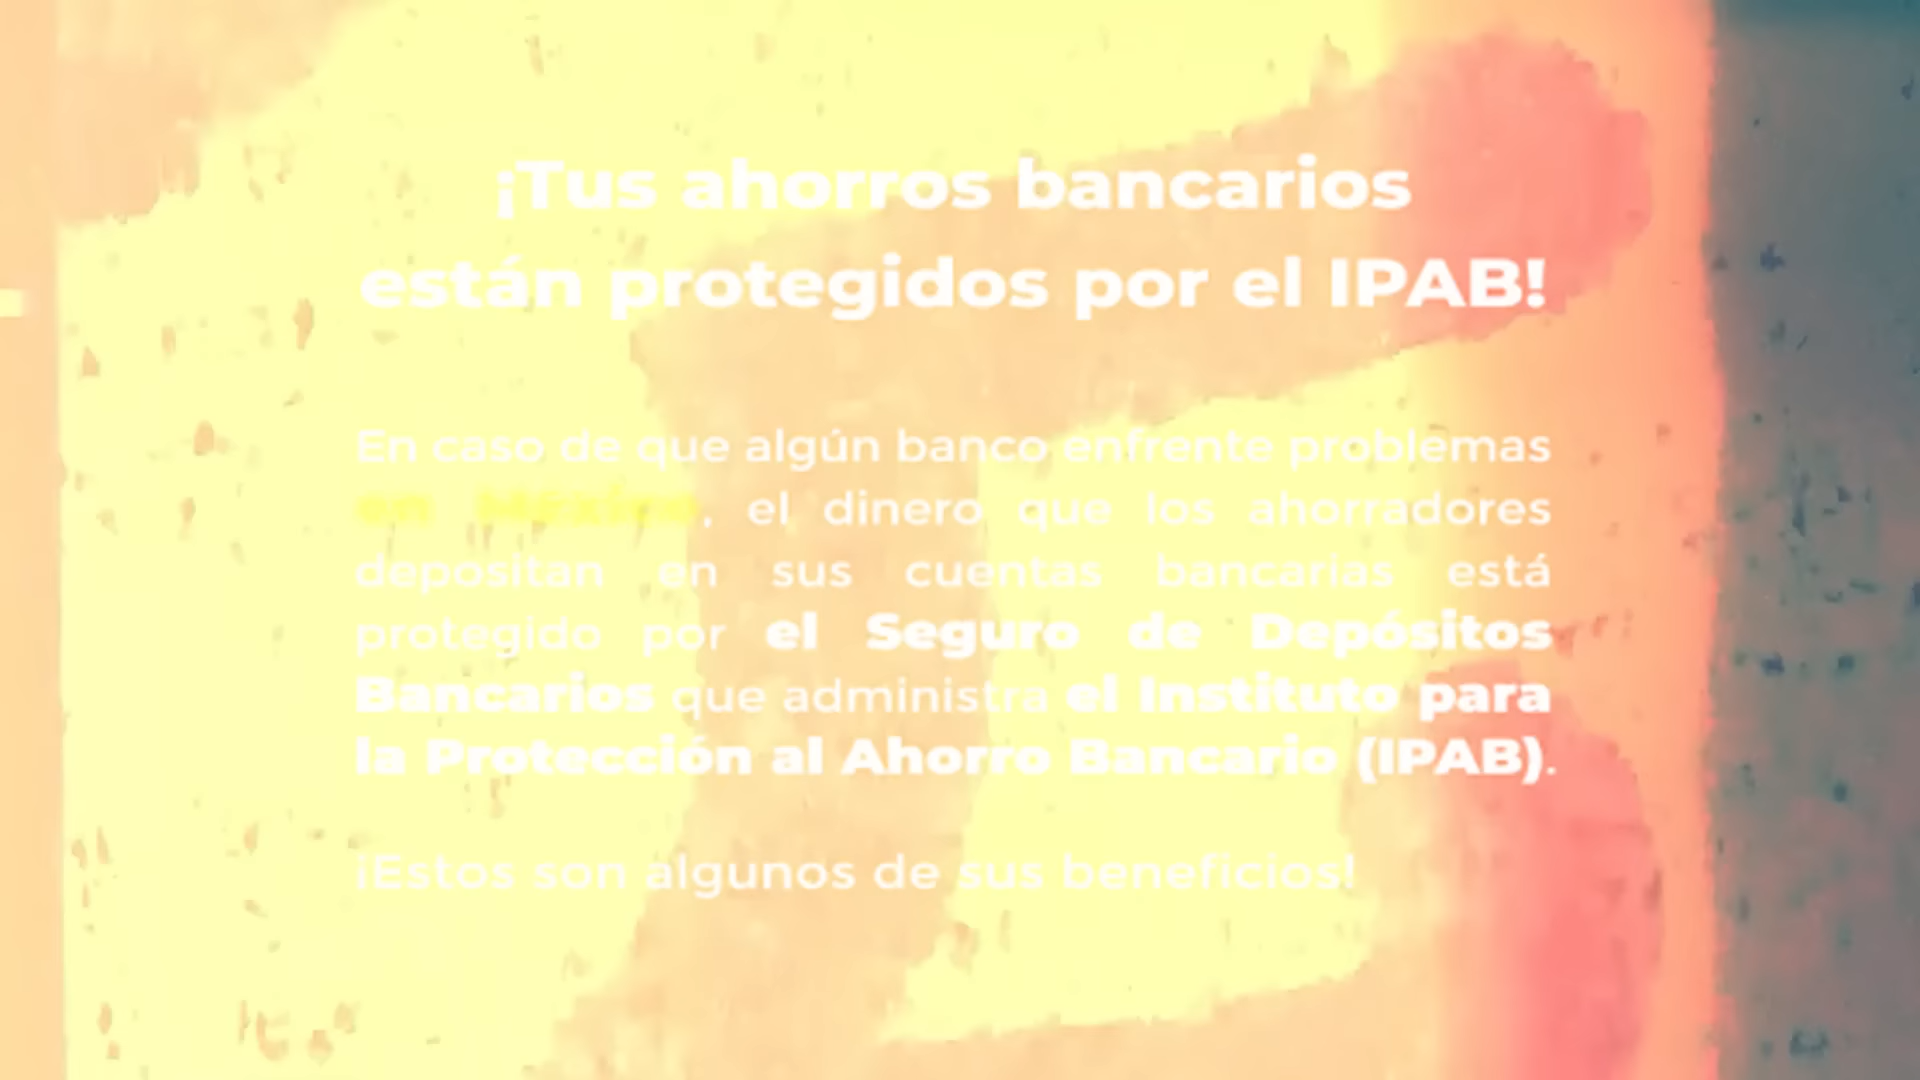 ¡Tus ahorros bancarios
están protegidos por el IPAB!
En caso de que algún banco enfrente problemas
en México, el dinero que los ahorradores
depositan en sus cuentas bancarias está
protegido por el Seguro de Depósitos
Bancarios que administra el Instituto para
la Protección al Ahorro Bancario (IPAB).
¡Estos son algunos de sus beneficios!